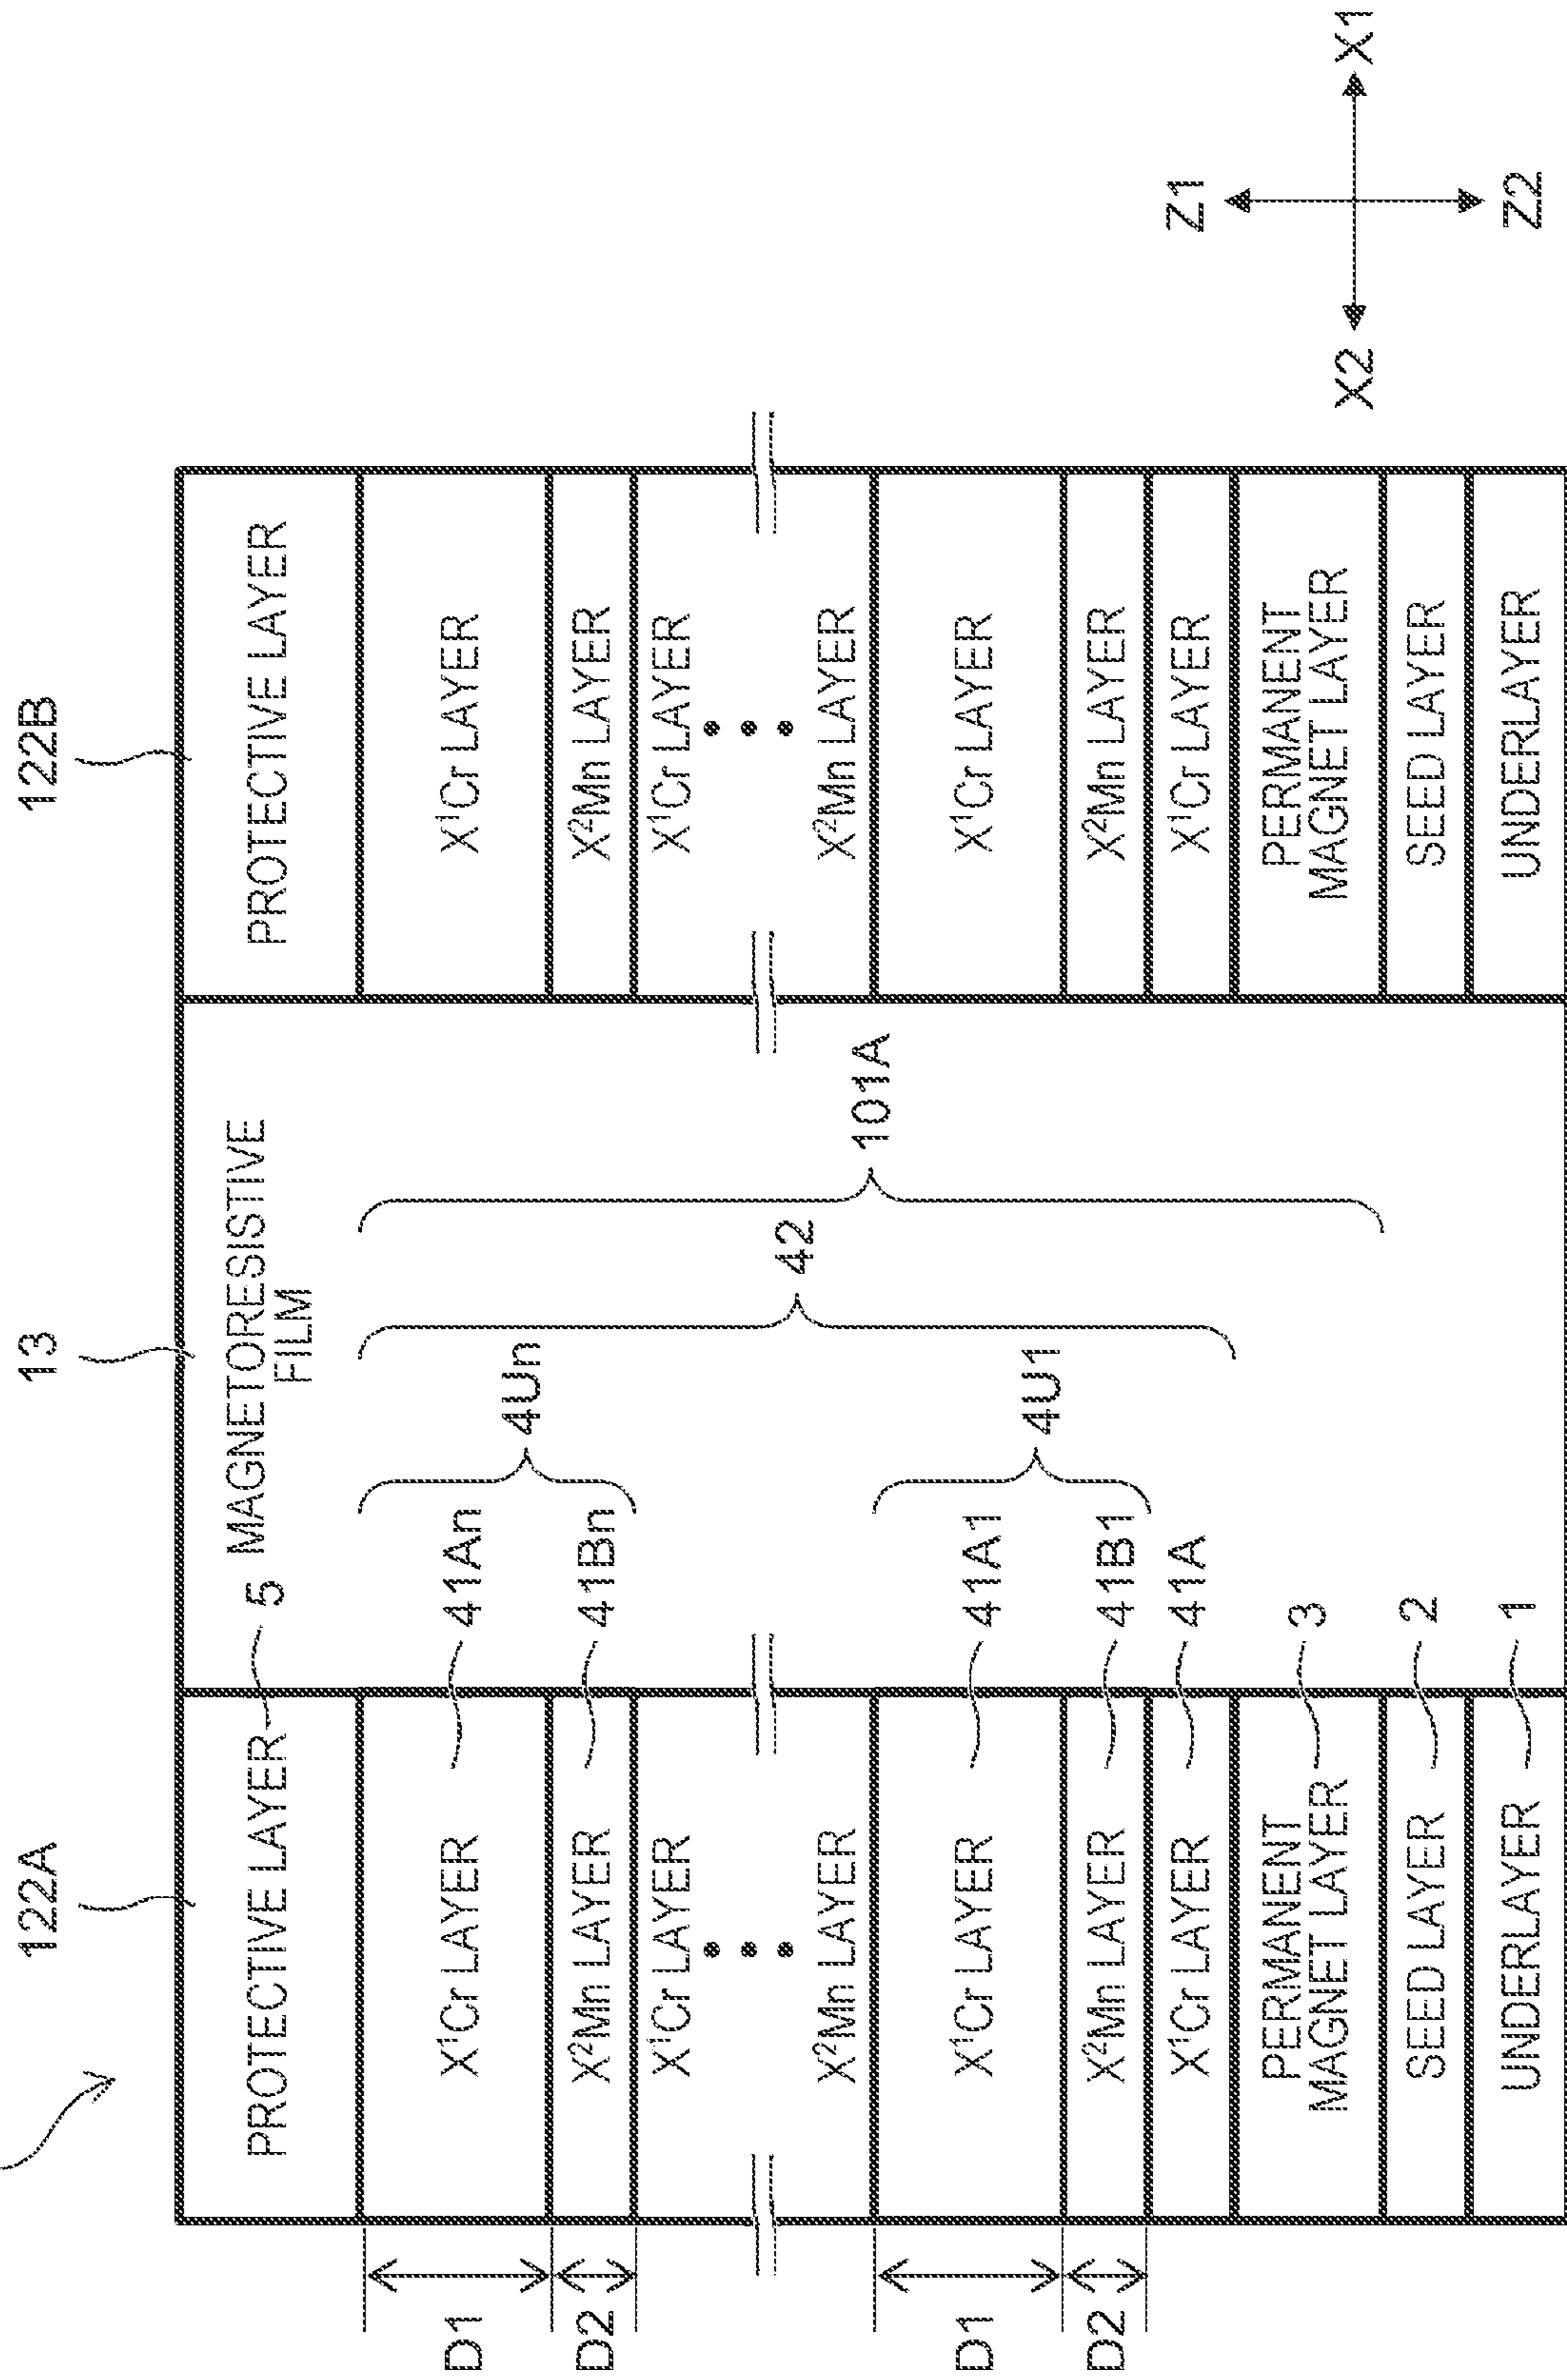 122A
13
122B
PROTECTIVE LAYER
5
MAGNETORESISTIVE
FILM
PROTECTIVE LAYER
D1
X¹Cr LAYER
41An
4Un
X¹Cr LAYER
D2
X²Mn LAYER
41Bn
X²Mn LAYER
X¹Cr LAYER
X¹Cr LAYER
42
101A
X²Mn LAYER
X²Mn LAYER
D1
X¹Cr LAYER
41A1
4U1
X¹Cr LAYER
D2
X²Mn LAYER
41B1
X²Mn LAYER
X¹Cr LAYER
41A
X¹Cr LAYER
PERMANENT
MAGNET LAYER
3
PERMANENT
MAGNET LAYER
SEED LAYER
2
SEED LAYER
UNDERLAYER
1
UNDERLAYER
Z1
X2
X1
Z2